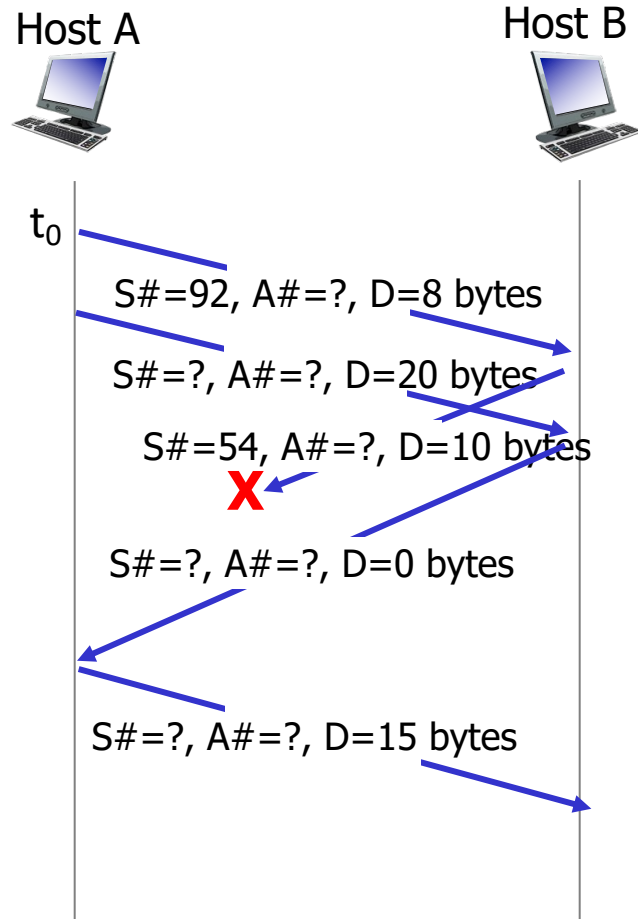 Host A
Host B
t0
S#=92, A#=?, D=8 bytes
S#=?, A#=?, D=20 bytes
S#=54, A#=?, D=10 bytes
X
S#=?, A#=?, D=0 bytes
S#=?, A#=?, D=15 bytes